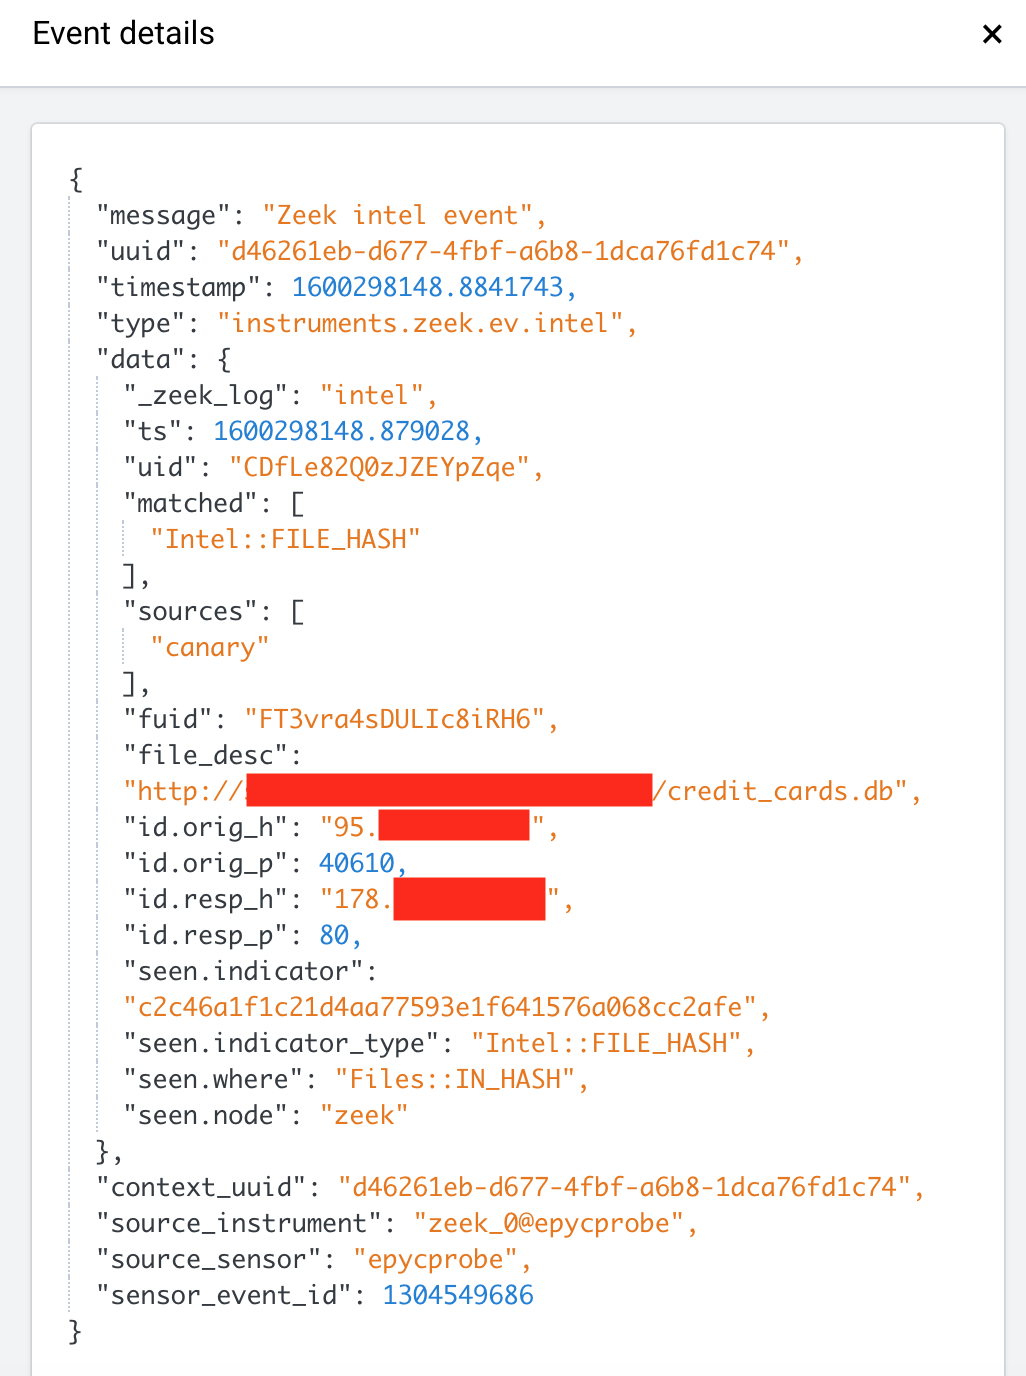 Event details
{
"message": "Zeek intel event",
"uuid": "d46261eb-d677-4fbf-a6b8-1dca76fd1c74",
"timestamp": 1600298148.8841743,
"type": "instruments.zeek.ev.intel",
"data": {
"_zeek_log": "intel",
"ts": 1600298148.879028,
"uid": "CDfLe82Q0zJZEYpZqe",
"matched": [
"Intel::FILE_HASH"
],
"sources": [
"canary"
],
"fuid": "FT3vra4sDULIc8iRH6",
"file_desc":
"http:// /credit_cards.db",
"id.orig_h": "95. ",
"id.orig_p": 40610,
"id.resp_h": "178. ",
"id.resp_p": 80,
"seen.indicator":
"c2c46a1f1c21d4aa77593e1f641576a068cc2afe",
"seen.indicator_type": "Intel::FILE_HASH",
"seen.where": "Files::IN_HASH",
"seen.node": "zeek"
},
"context_uuid": "d46261eb-d677-4fbf-a6b8-1dca76fd1c74",
"source_instrument": "zeek_0@epycprobe",
"source_sensor": "epycprobe",
"sensor_event_id": 1304549686
}